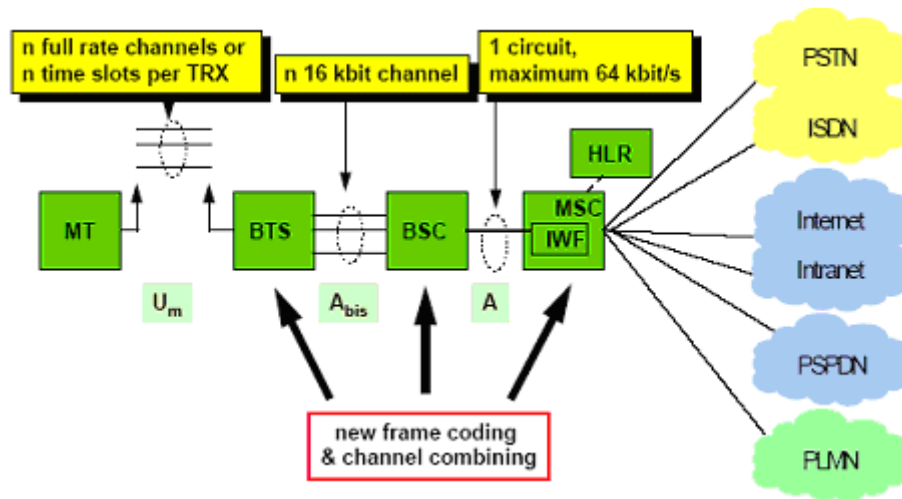 n full rate channels or
n time slots per TRX
n 16 kbit channel
1 circuit,
maximum 64 kbit/s
PSTN
ISDN
HLR
MT
BTS
BSC
MSC
IWF
Internet
Intranet
Um
Abis
A
PSPDN
new frame coding
& channel combining
PLMN